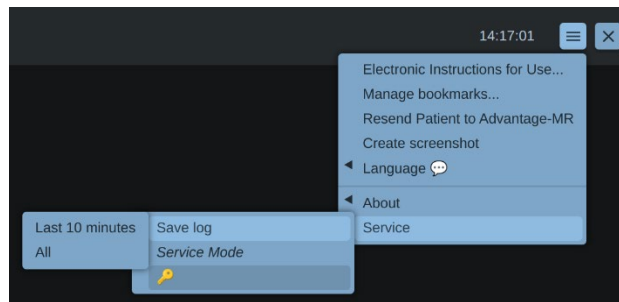 14:17:01
Electronic Instructions for Use...
Manage bookmarks...
Resend Patient to Advantage-MR
Create screenshot
Language
About
Service
Save log
Service Mode
Last 10 minutes
All